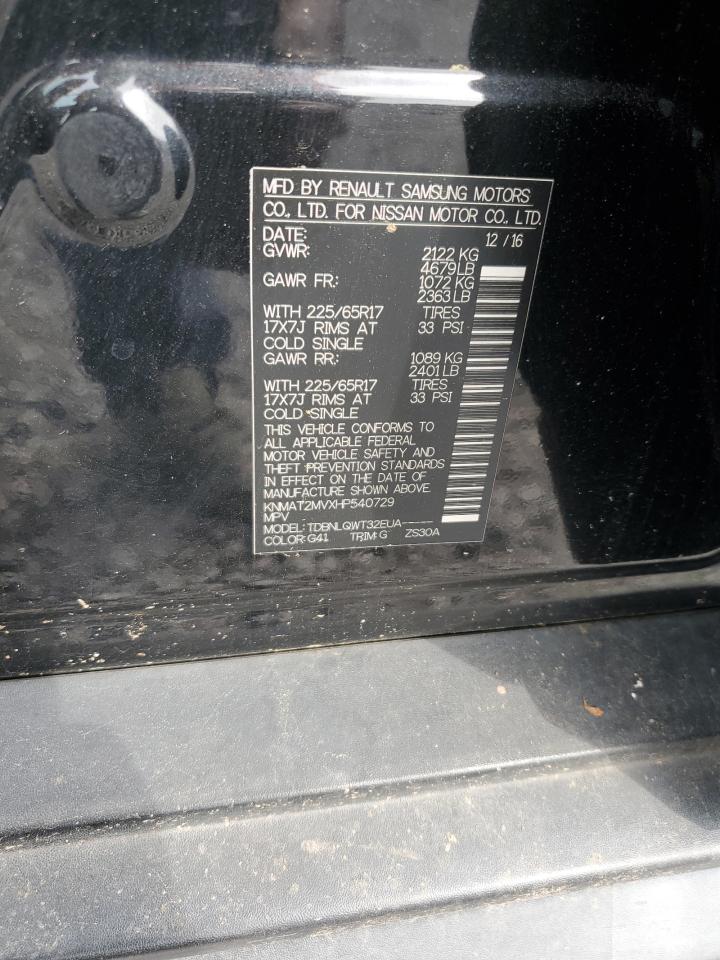 MFD BY RENAULT SAMSUNG MOTORS
CO., LTD. FOR NISSAN MOTOR CO., LTD.
DATE: 12 / 16
GVWR: 2122 KG
4679 LB
GAWR FR.: 1072 KG
2363 LB
WITH 225/65R17 TIRES
17X7J RIMS AT 33 PSI
COLD SINGLE
GAWR RR.: 1089 KG
2401 LB
WITH 225/65R17 TIRES
17X7J RIMS AT 33 PSI
COLD SINGLE
THIS VEHICLE CONFORMS TO
ALL APPLICABLE FEDERAL
MOTOR VEHICLE SAFETY AND
THEFT PREVENTION STANDARDS
IN EFFECT ON THE DATE OF
MANUFACTURE SHOWN ABOVE.
KNMAT2MVXHP540729
MPV
MODEL: TDBNLQWT32EUA-----
COLOR: G41 TRIM: G ZS30A